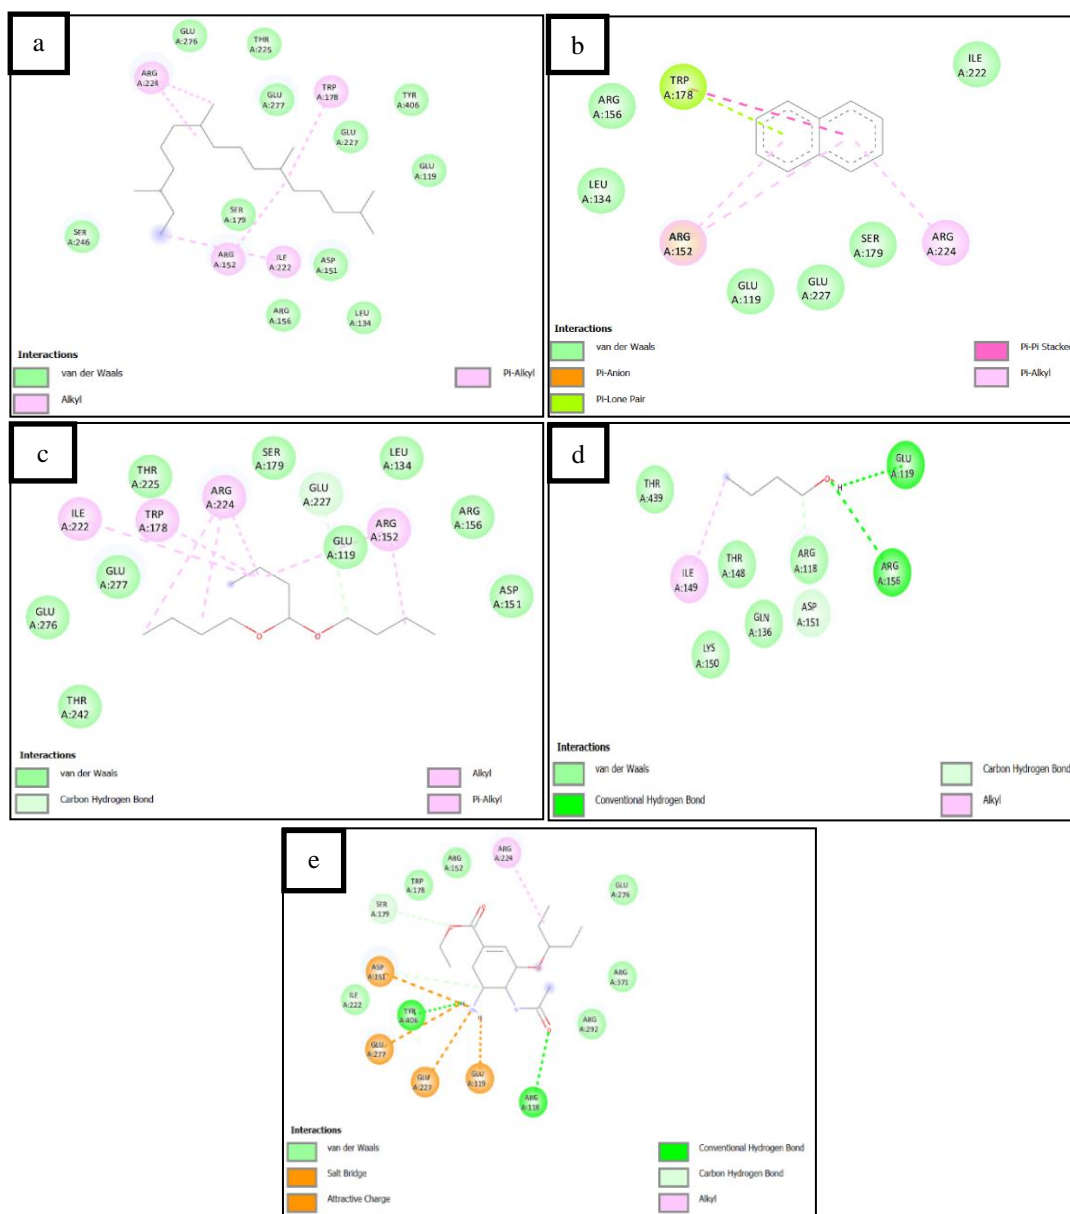 a
GLU
A:276
THR
A:225
ARG
A:224
GLU
A:277
TRP
A:178
TYR
A:406
GLU
A:227
GLU
A:119
SER
A:179
SER
A:246
ARG
A:152
ILE
A:222
ASP
A:151
ARG
A:156
LEU
A:134
Interactions
van der Waals
Alkyl
Pi-Alkyl
b
TRP
A:178
ILE
A:222
ARG
A:156
LEU
A:134
ARG
A:152
SER
A:179
ARG
A:224
GLU
A:119
GLU
A:227
Interactions
van der Waals
Pi-Anion
Pi-Lone Pair
Pi-Pi Stacked
Pi-Alkyl
c
SER
A:179
LEU
A:134
THR
A:225
ARG
A:224
GLU
A:227
ILE
A:222
TRP
A:178
ARG
A:152
ARG
A:156
GLU
A:119
GLU
A:277
ASP
A:151
GLU
A:276
THR
A:242
O
O
Interactions
van der Waals
Carbon Hydrogen Bond
Alkyl
Pi-Alkyl
d
GLU
A:119
THR
A:439
O
H
ARG
A:118
THR
A:148
ILE
A:149
ARG
A:156
ASP
A:151
GLN
A:136
LYS
A:150
Interactions
van der Waals
Conventional Hydrogen Bond
Carbon Hydrogen Bond
Alkyl
e
ARG
A:224
ARG
A:152
TRP
A:178
GLU
A:276
SER
A:179
ASP
A:151
ARG
A:371
ILE
A:222
TYR
A:406
ARG
A:292
GLU
A:277
GLU
A:227
GLU
A:119
ARG
A:118
Interactions
van der Waals
Salt Bridge
Attractive Charge
Conventional Hydrogen Bond
Carbon Hydrogen Bond
Alkyl